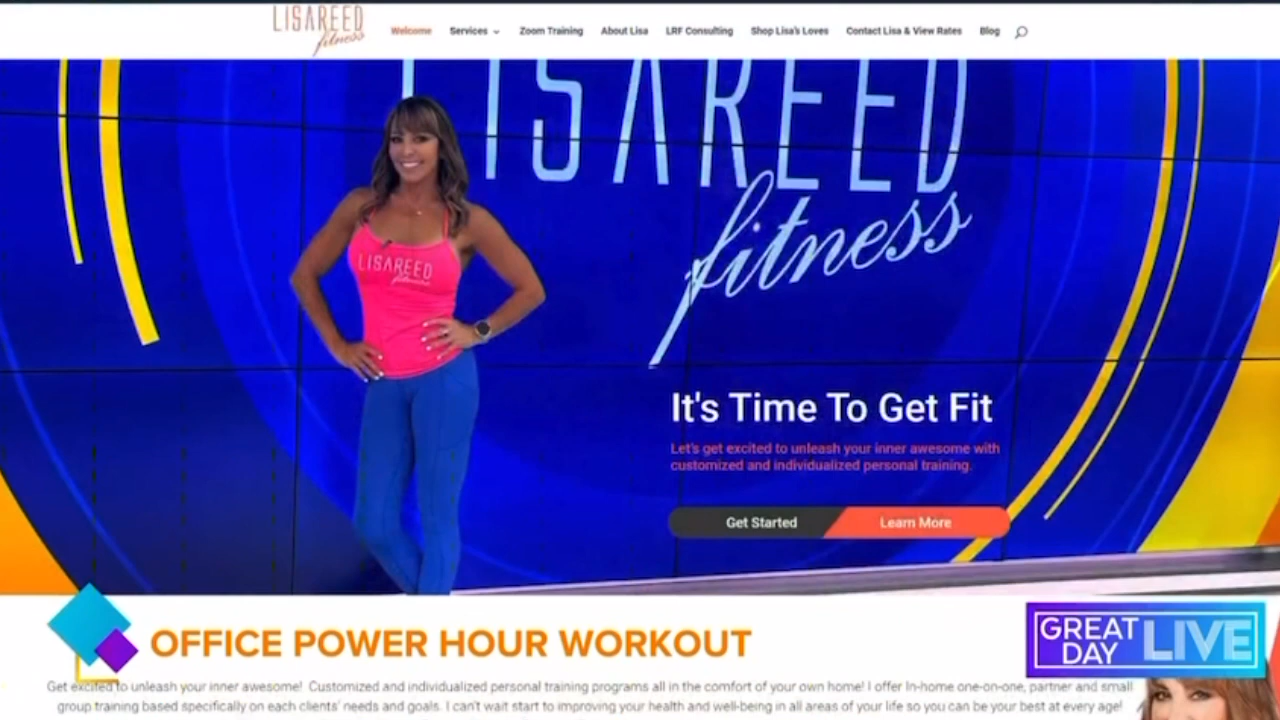 LISAREED
fitness
Welcome
Services
Zoom Training
About Lisa
LRF Consulting
Shop Lisa's Loves
Contact Lisa & View Rates
Blog
LISAREED
fitness
LISAREED
fitness
It's Time To Get Fit
Let's get excited to unleash your inner awesome with
customized and individualized personal training.
Get Started
Learn More
OFFICE POWER HOUR WORKOUT
GREAT
DAY
LIVE
Get excited to unleash your inner awesome! Customized and individualized personal training programs all in the comfort of your own home! I offer In-home one-on-one, partner and small
group training based specifically on each clients' needs and goals. I can't wait start to improving your health and well-being in all areas of your life so you can be your best at every age!